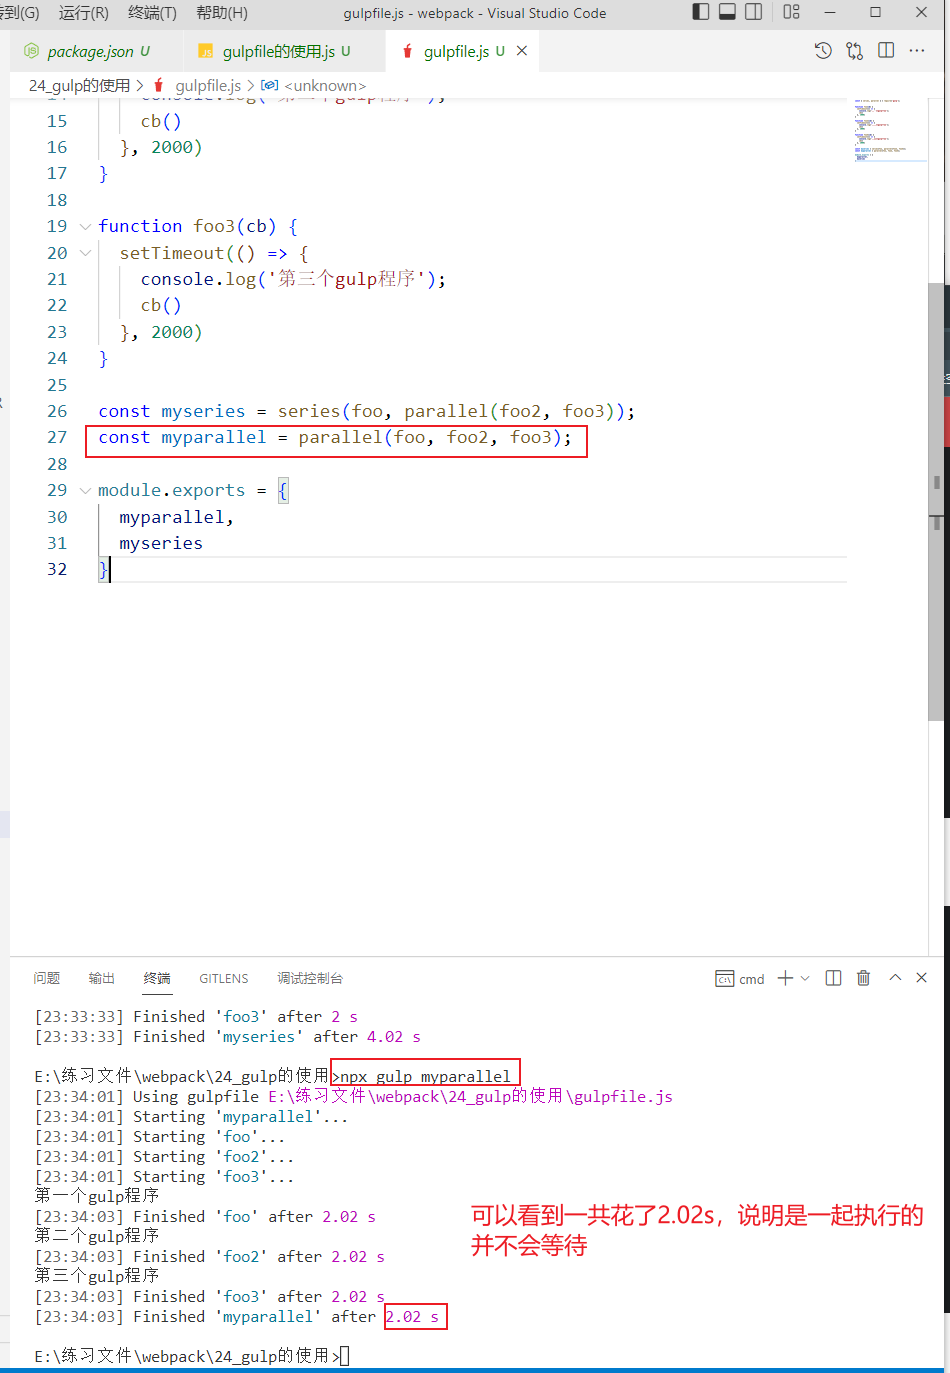 转到(G) 运行(R) 终端(T) 帮助(H) gulpfile.js - webpack - Visual Studio Code
package.json U gulpfile的使用.js U gulpfile.js U
24_gulp的使用 > gulpfile.js > <unknown>
14 console.log('第二个gulp程序');
15 cb()
16 }, 2000)
17 }
18
19 function foo3(cb) {
20 setTimeout(() => {
21 console.log('第三个gulp程序');
22 cb()
23 }, 2000)
24 }
25
26 const myseries = series(foo, parallel(foo2, foo3));
27 const myparallel = parallel(foo, foo2, foo3);
28
29 module.exports = {
30 myparallel,
31 myseries
32 }
问题 输出 终端 GITLENS 调试控制台 cmd
[23:33:33] Finished 'foo3' after 2 s
[23:33:33] Finished 'myseries' after 4.02 s
E:\练习文件\webpack\24_gulp的使用>npx gulp myparallel
[23:34:01] Using gulpfile E:\练习文件\webpack\24_gulp的使用\gulpfile.js
[23:34:01] Starting 'myparallel'...
[23:34:01] Starting 'foo'...
[23:34:01] Starting 'foo2'...
[23:34:01] Starting 'foo3'...
第一个gulp程序
[23:34:03] Finished 'foo' after 2.02 s
第二个gulp程序
[23:34:03] Finished 'foo2' after 2.02 s
第三个gulp程序
[23:34:03] Finished 'foo3' after 2.02 s
[23:34:03] Finished 'myparallel' after 2.02 s
可以看到一共花了2.02s，说明是一起执行的
并不会等待
E:\练习文件\webpack\24_gulp的使用>